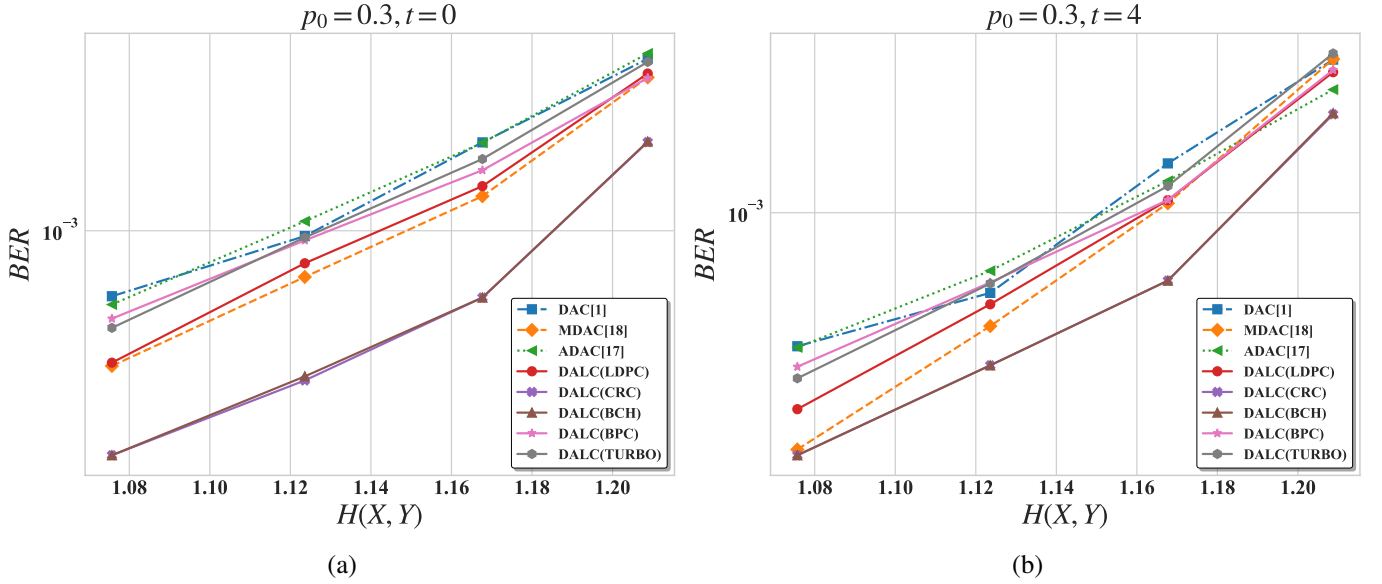 p₀ = 0.3, t = 0
BER
10⁻³
DAC[1]
MDAC[18]
ADAC[17]
DALC(LDPC)
DALC(CRC)
DALC(BCH)
DALC(BPC)
DALC(TURBO)
1.08 1.10 1.12 1.14 1.16 1.18 1.20
H(X, Y)
(a)
p₀ = 0.3, t = 4
BER
10⁻³
DAC[1]
MDAC[18]
ADAC[17]
DALC(LDPC)
DALC(CRC)
DALC(BCH)
DALC(BPC)
DALC(TURBO)
1.08 1.10 1.12 1.14 1.16 1.18 1.20
H(X, Y)
(b)